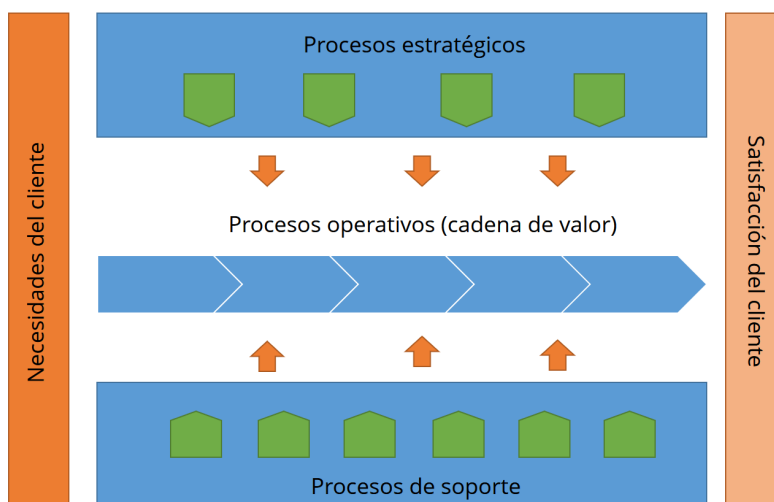 Necesidades del cliente
Procesos estratégicos
Procesos operativos (cadena de valor)
Procesos de soporte
Satisfacción del cliente